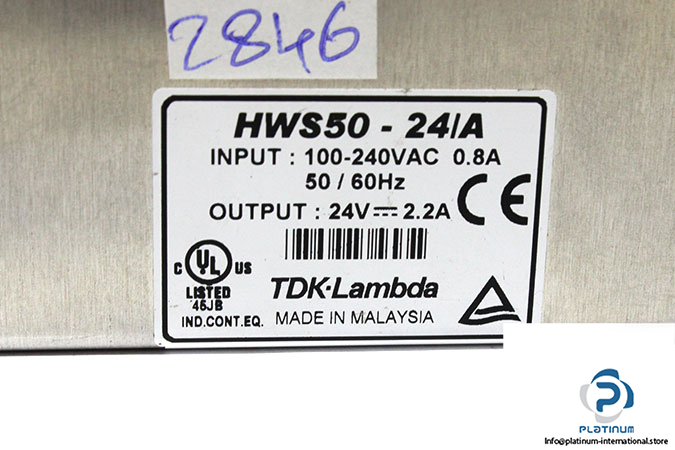 2846
HWS50 - 24/A
INPUT : 100-240VAC 0.8A
50 / 60Hz
OUTPUT : 24V⎓2.2A
CE
C UL US
LISTED
46JB
IND.CONT.EQ.
TDK·Lambda
MADE IN MALAYSIA
PLATINUM
Info@platinum-international.store